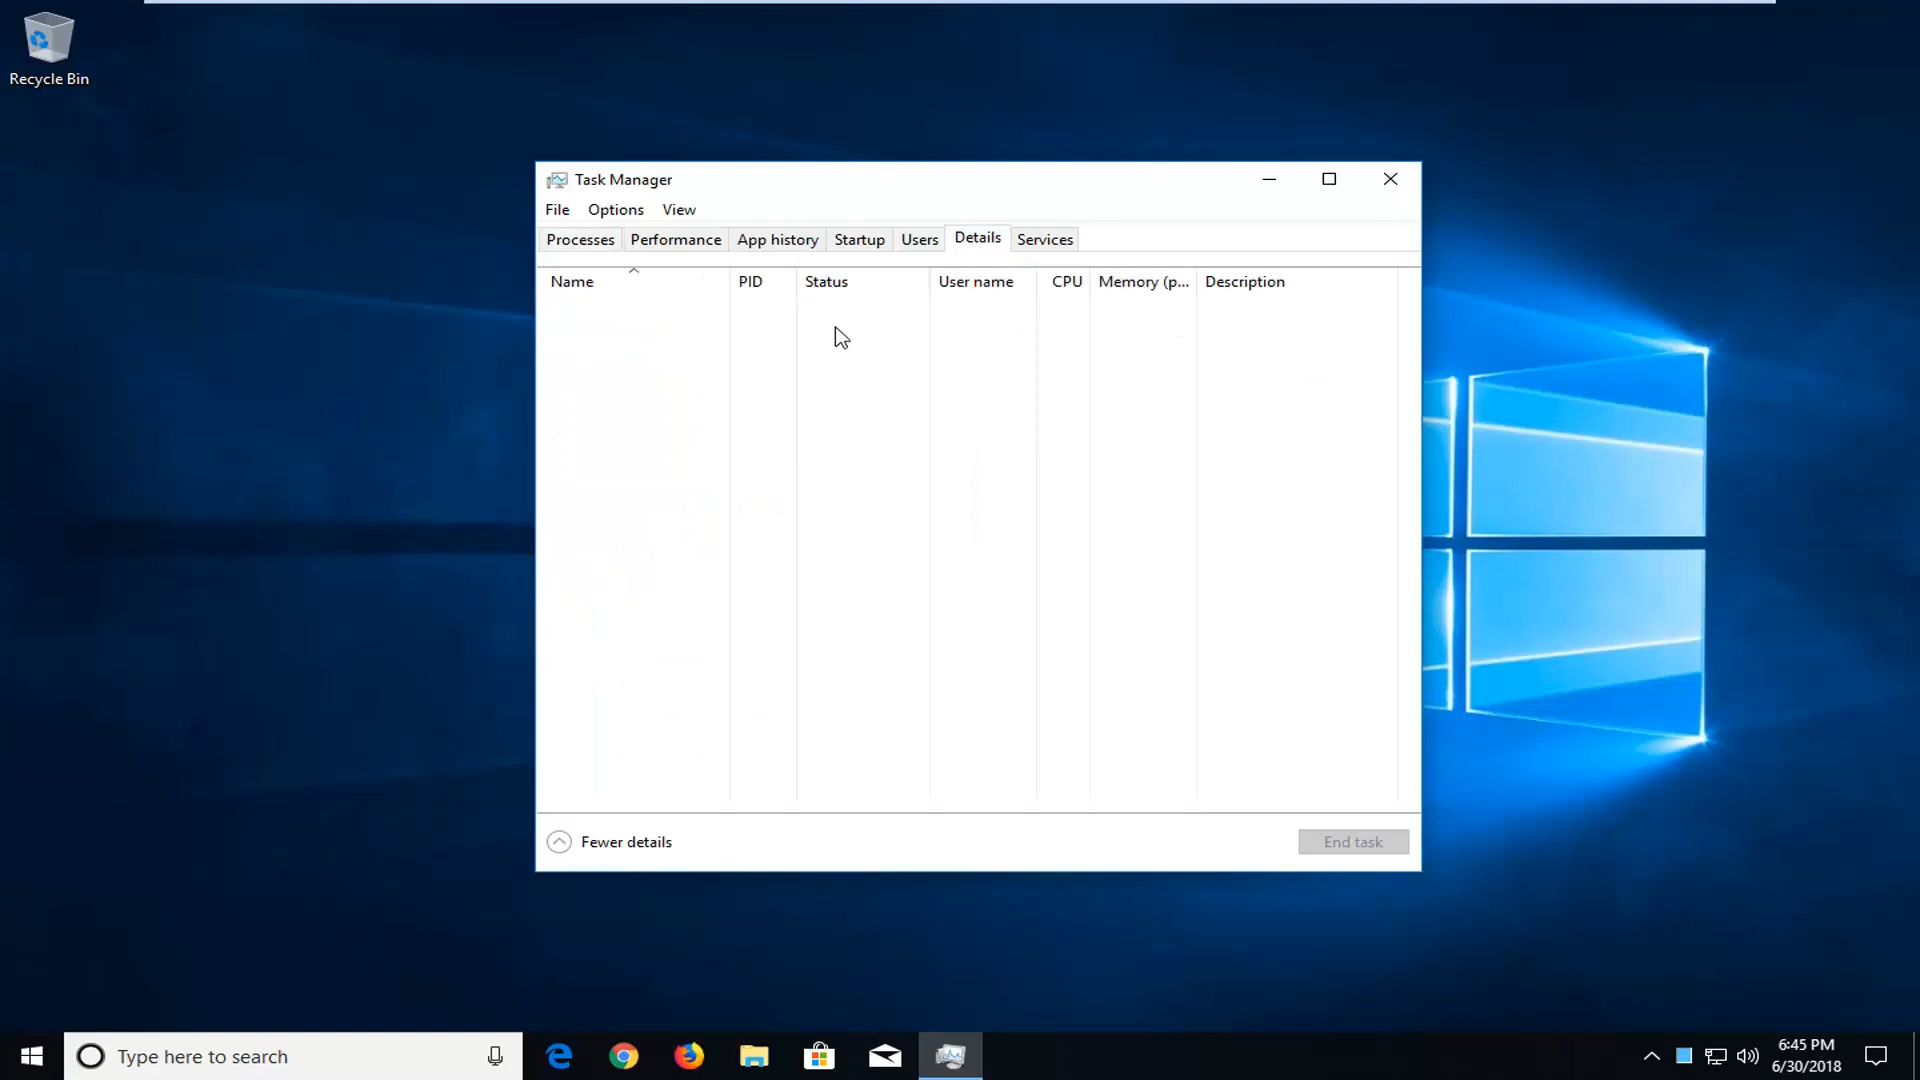 Recycle Bin
Task Manager
File Options View
Processes Performance App history Startup Users Details Services
Name PID Status User name CPU Memory (p... Description
Fewer details
End task
Type here to search
6:45 PM
6/30/2018